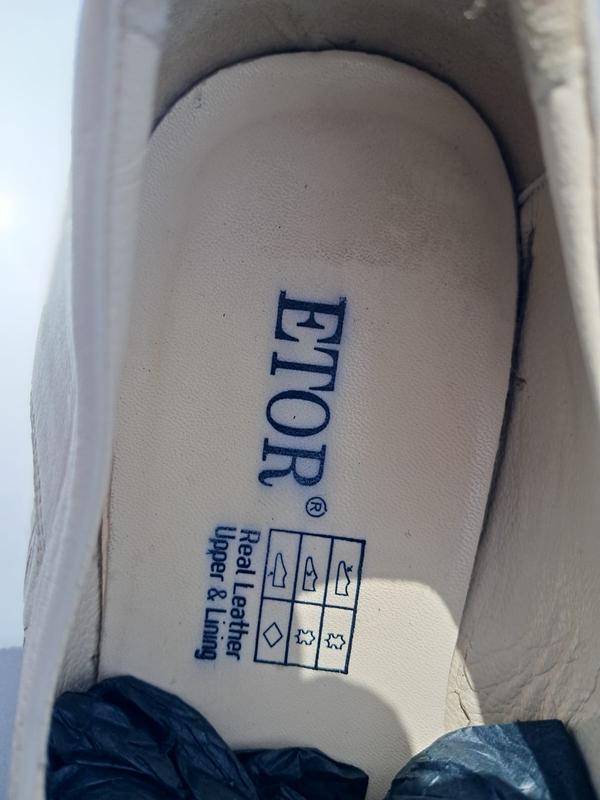 ETOR®
Real Leather
Upper & Lining